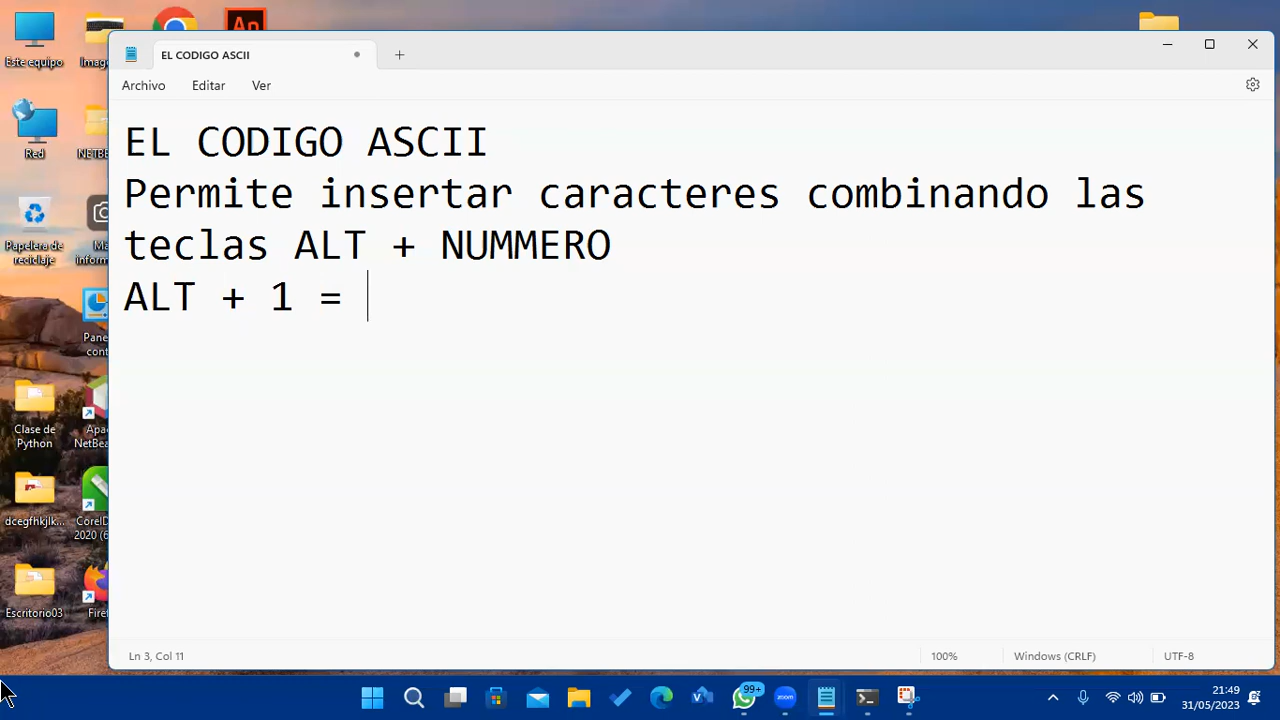 EL CODIGO ASCII
Archivo Editar Ver
EL CODIGO ASCII
Permite insertar caracteres combinando las
teclas ALT + NUMMERO
ALT + 1 =
Ln 3, Col 11
100%
Windows (CRLF)
UTF-8
Este equipo
Red
Papelera de
reciclaje
Clase de
Python
dcegfhkjlk...
Escritorio03
99+
zoom
21:49
31/05/2023